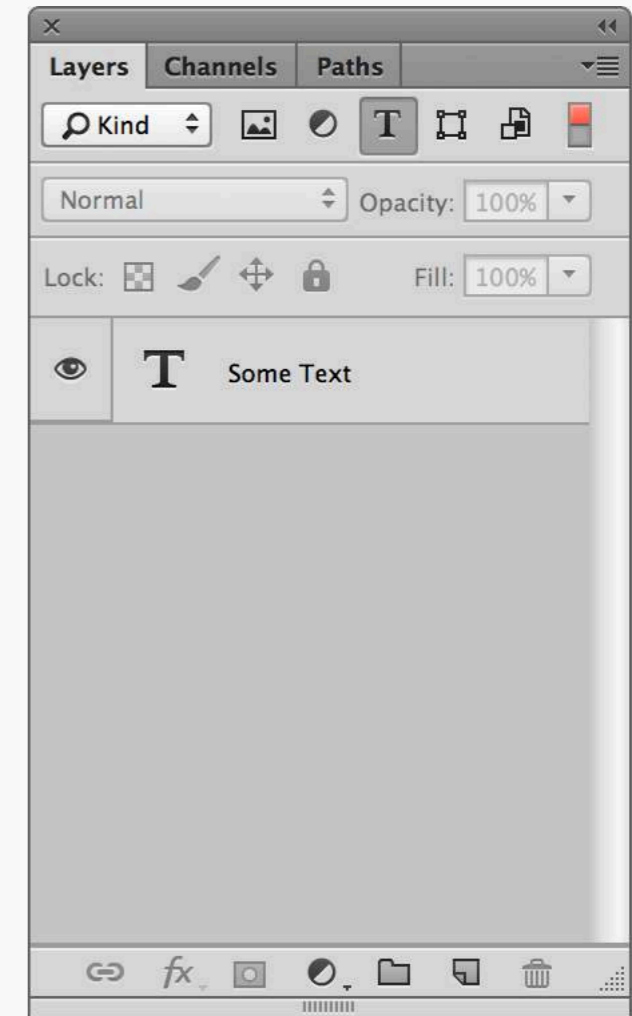 Layers Channels Paths
Kind T
Normal Opacity: 100%
Lock: Fill: 100%
T Some Text
fx